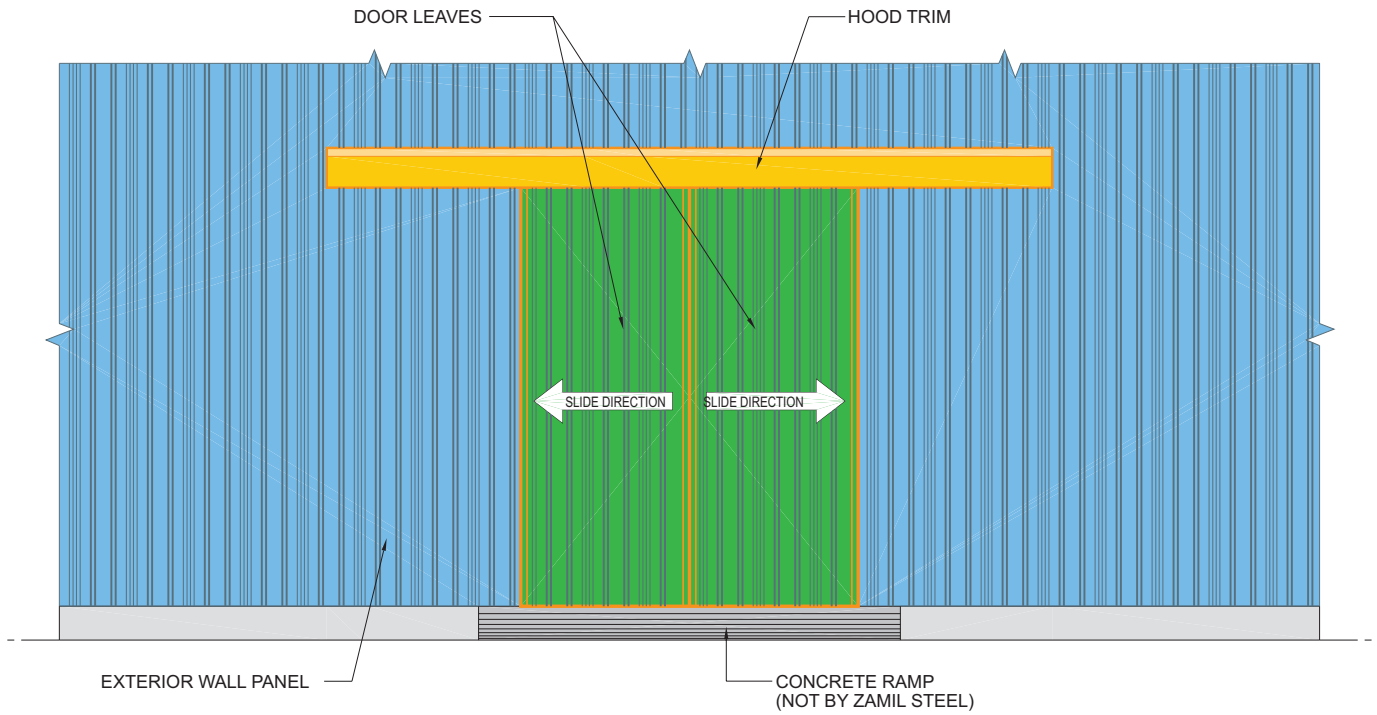 DOOR LEAVES
HOOD TRIM
SLIDE DIRECTION
SLIDE DIRECTION
EXTERIOR WALL PANEL
CONCRETE RAMP
(NOT BY ZAMIL STEEL)